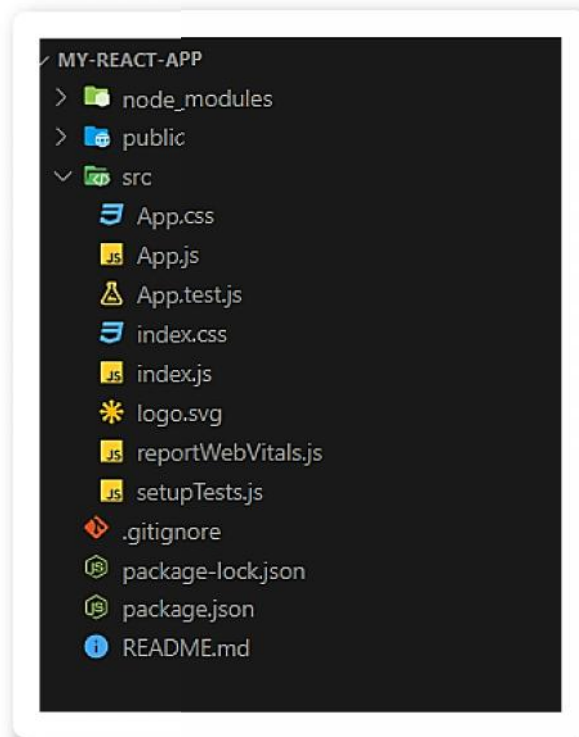 MY-REACT-APP
node_modules
public
src
App.css
App.js
App.test.js
index.css
index.js
logo.svg
reportWebVitals.js
setupTests.js
.gitignore
package-lock.json
package.json
README.md